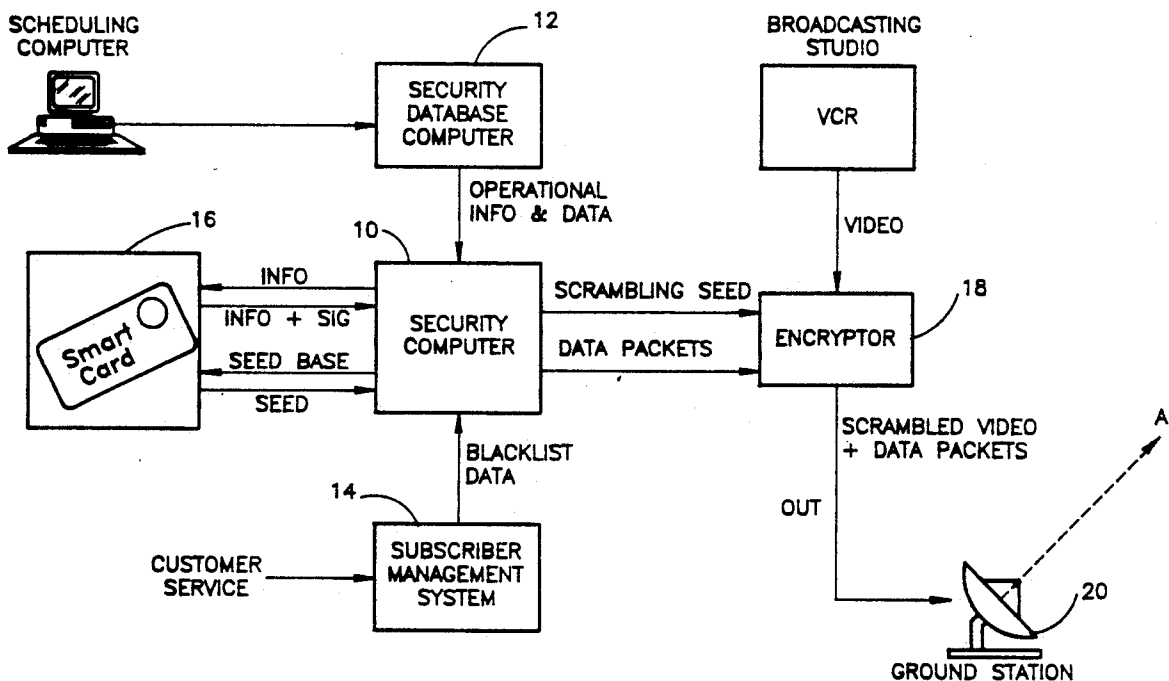 SCHEDULING
COMPUTER
12
SECURITY
DATABASE
COMPUTER
BROADCASTING
STUDIO
VCR
OPERATIONAL
INFO & DATA
VIDEO
16
10
INFO
INFO + SIG
SEED BASE
SEED
Smart
Card
SECURITY
COMPUTER
SCRAMBLING SEED
DATA PACKETS
18
ENCRYPTOR
BLACKLIST
DATA
SCRAMBLED VIDEO
+ DATA PACKETS
A
OUT
14
CUSTOMER
SERVICE
SUBSCRIBER
MANAGEMENT
SYSTEM
20
GROUND STATION